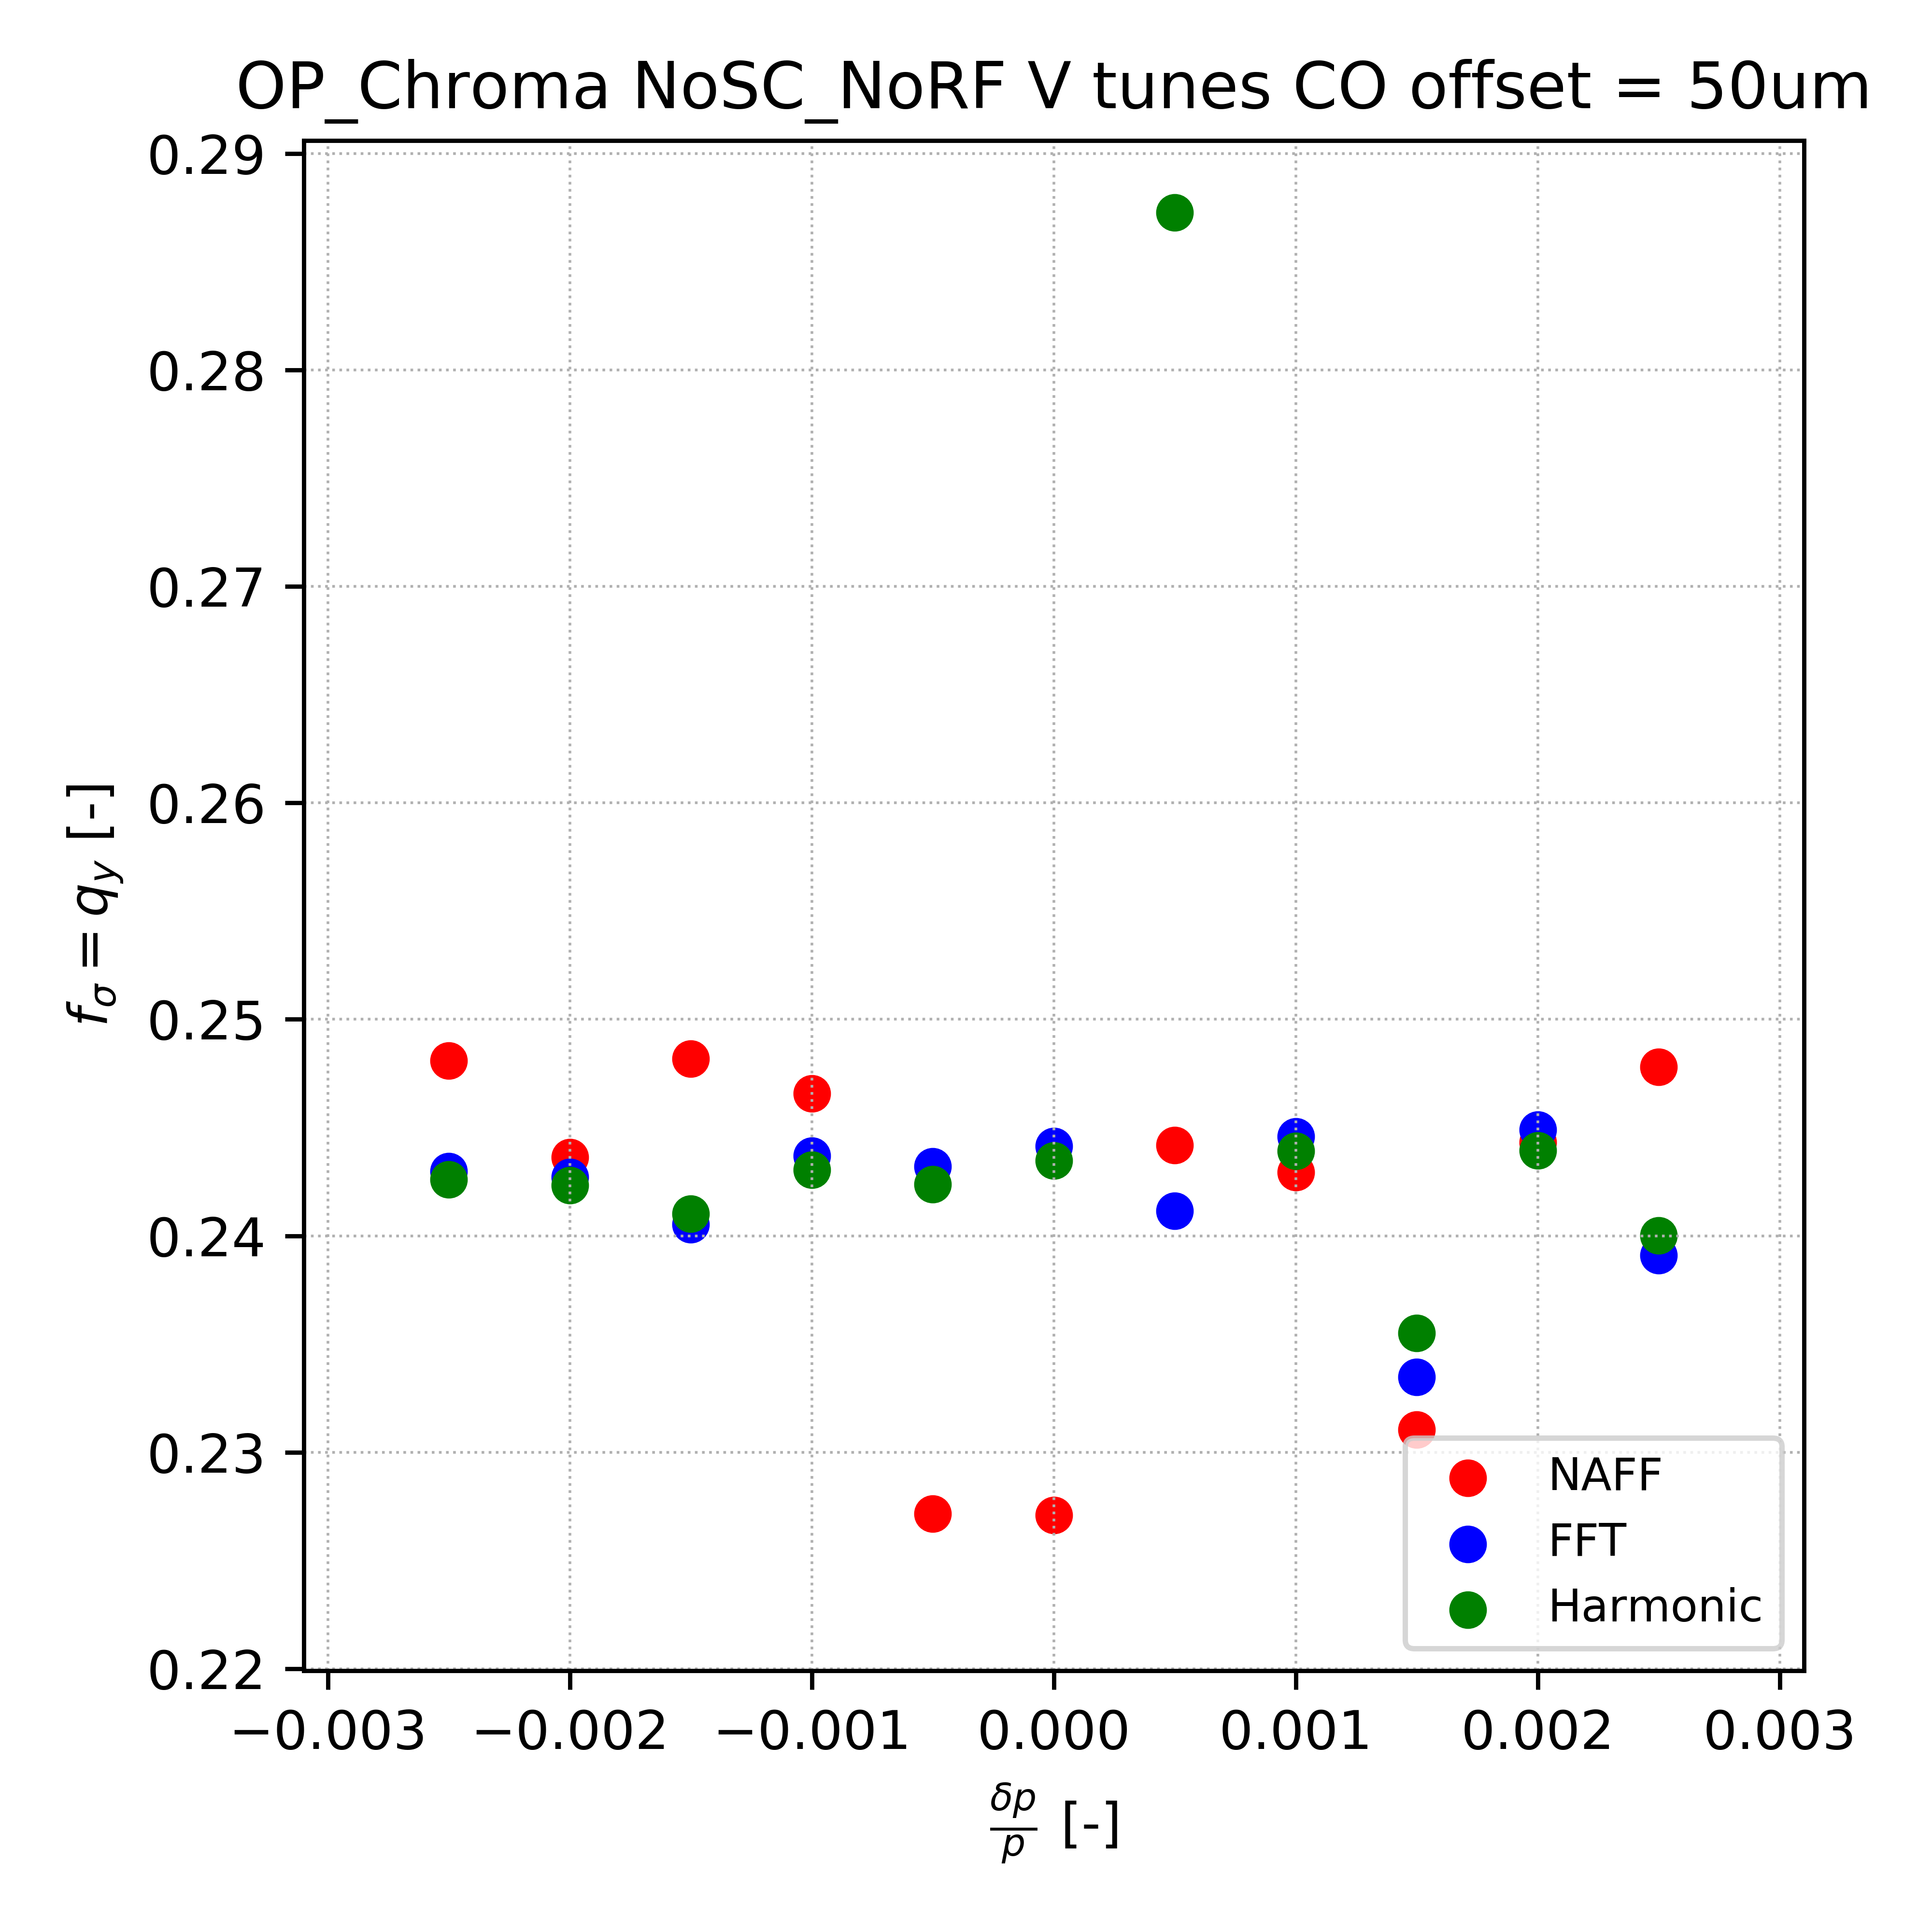 OP_Chroma NoSC_NoRF V tunes CO offset = 50um
0.29
0.28
0.27
0.26
0.25
0.24
0.23
0.22
f_σ = q_y [-]
NAFF
FFT
Harmonic
−0.003 −0.002 −0.001 0.000 0.001 0.002 0.003
δp/p [-]